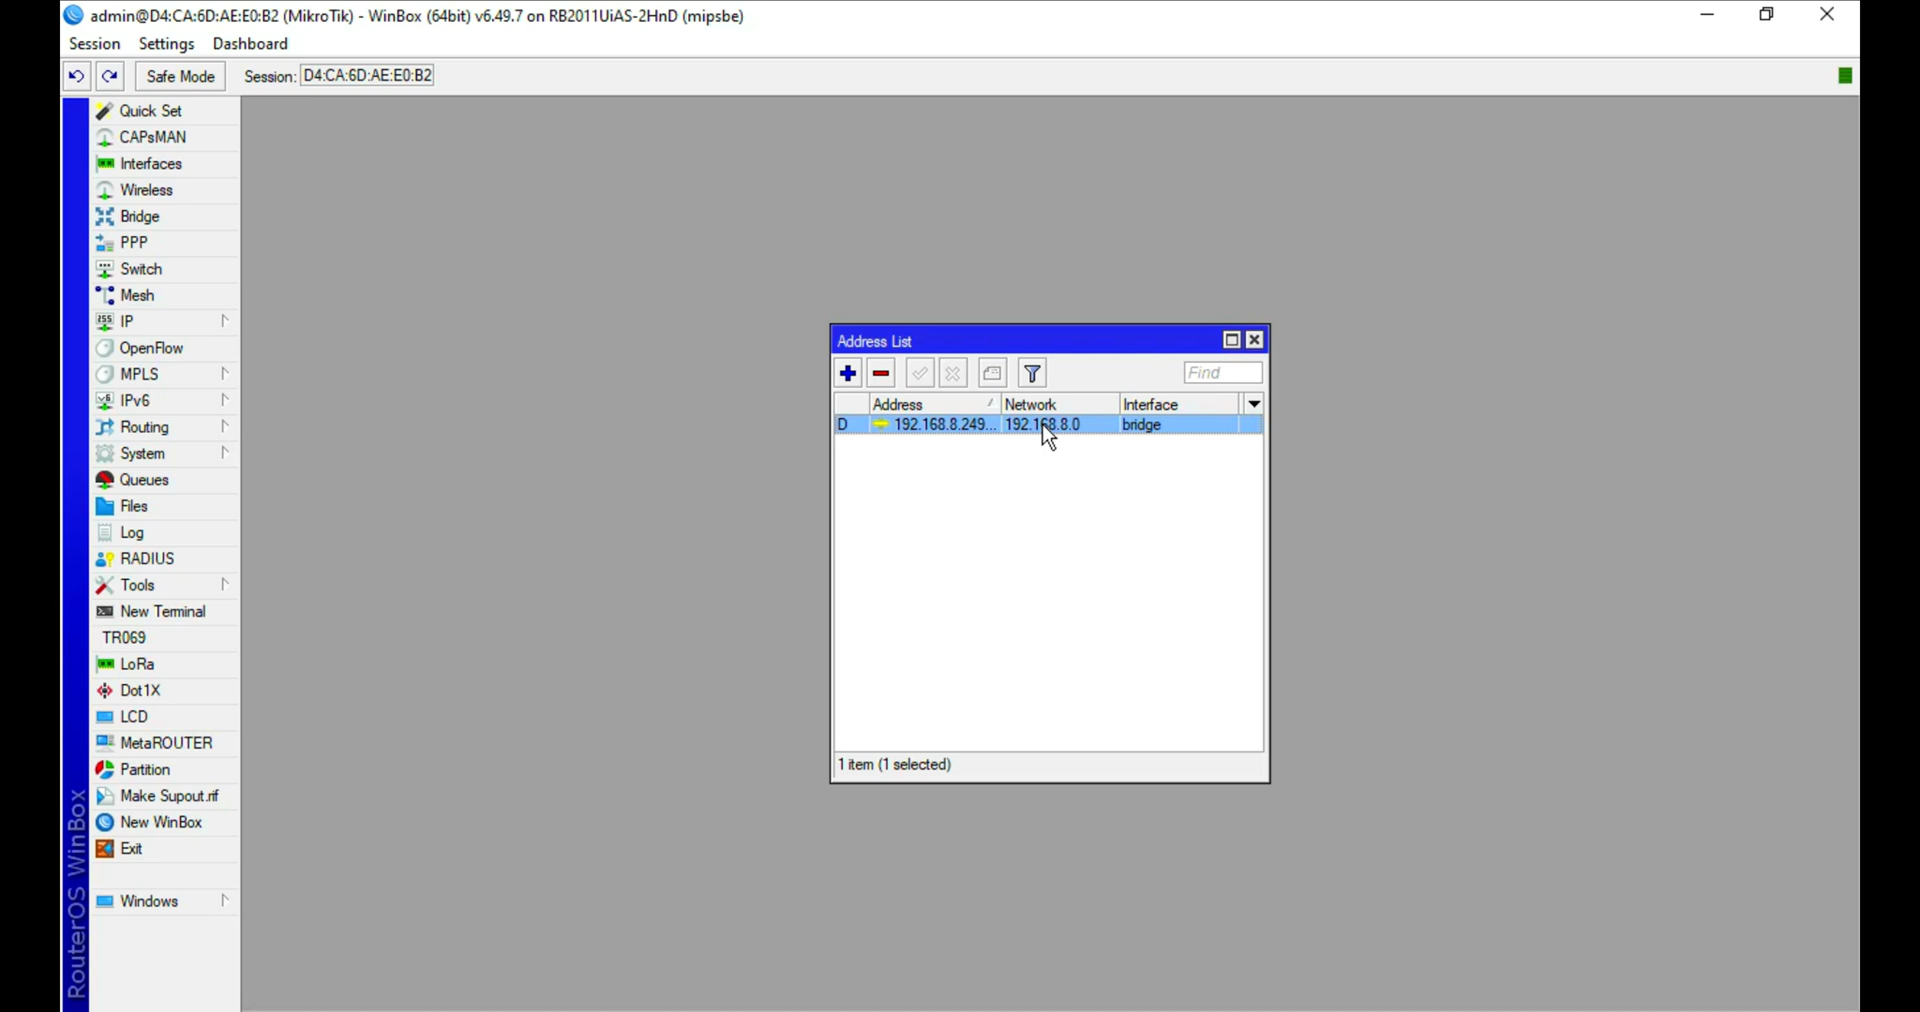 admin@D4:CA:6D:AE:E0:B2 (MikroTik) - WinBox (64bit) v6.49.7 on RB2011UiAS-2HnD (mipsbe)
Session Settings Dashboard
Safe Mode Session: D4:CA:6D:AE:E0:B2
Quick Set
CAPsMAN
Interfaces
Wireless
Bridge
PPP
Switch
Mesh
255 IP
OpenFlow
MPLS
v6 IPv6
Routing
System
Queues
Files
Log
RADIUS
Tools
New Terminal
TR069
LoRa
Dot1X
LCD
MetaROUTER
Partition
Make Supout.rif
New WinBox
Exit
Windows
RouterOS WinBox
Address List
Find
Address Network Interface
D 192.168.8.249... 192.168.8.0 bridge
1 item (1 selected)